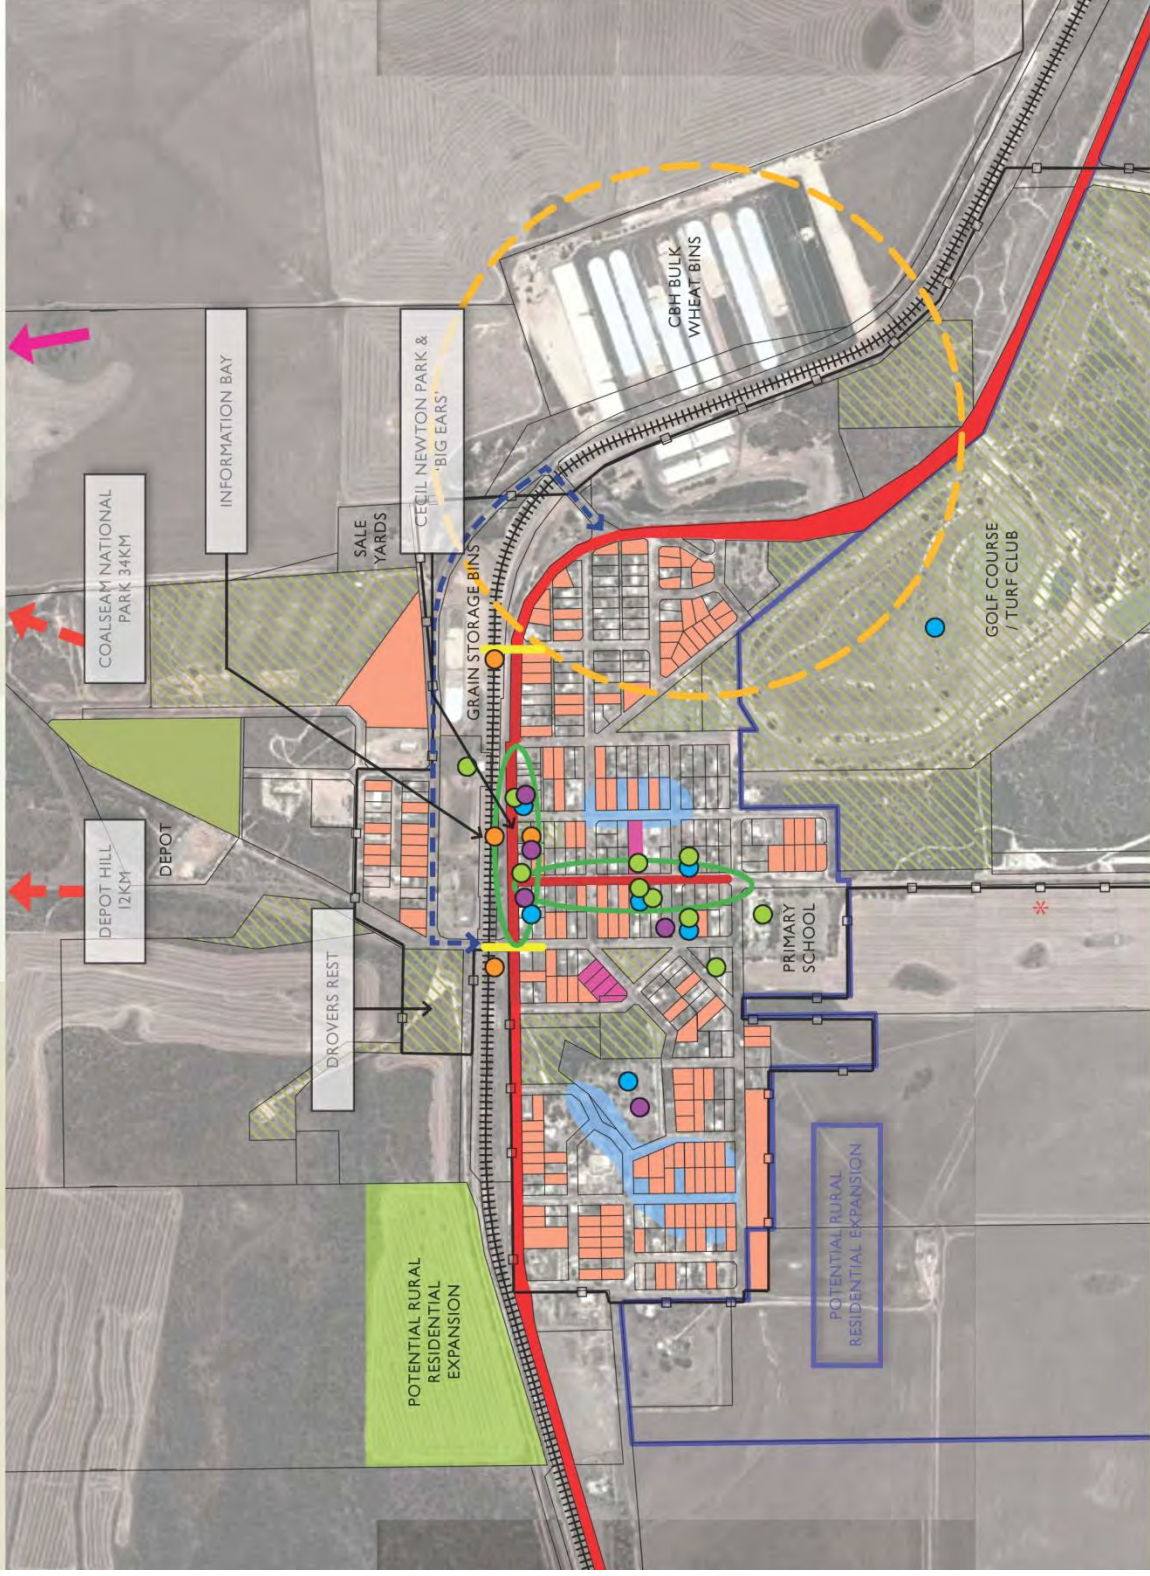 COALSEAM NATIONAL
PARK 34KM
INFORMATION BAY
CECIL NEWTON PARK &
'BIG EARS'
DEPOT HILL
12KM
DEPOT
SALE
YARDS
GRAIN STORAGE BINS
CBH BULK
WHEAT BINS
DROVERS REST
GOLF COURSE
/ TURF CLUB
PRIMARY
SCHOOL
POTENTIAL RURAL
RESIDENTIAL
EXPANSION
POTENTIAL RURAL
RESIDENTIAL EXPANSION
*